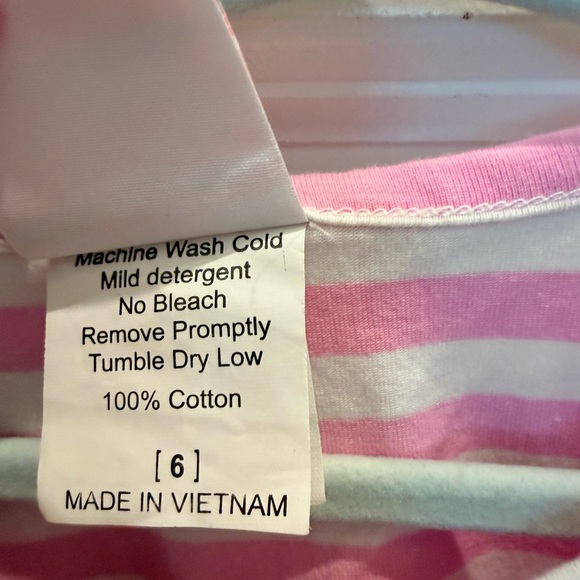 Machine Wash Cold
Mild detergent
No Bleach
Remove Promptly
Tumble Dry Low
100% Cotton
[ 6 ]
MADE IN VIETNAM